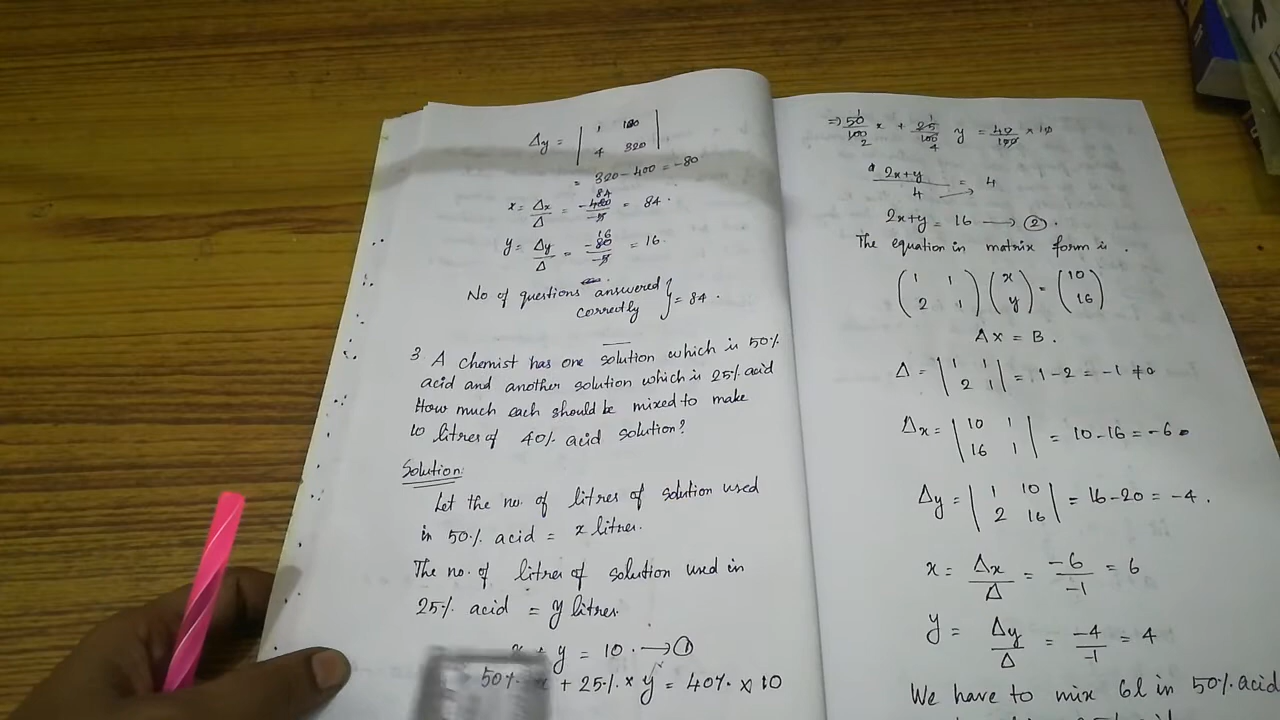 Δy = | 1 100 |
| 4 320 |
= 320 - 400 = -80
x = Δx/Δ = -420/-5 = 84.
84
y = Δy/Δ = -80/-5 = 16.
16
No of questions answered
correctly } = 84.
3 A chemist has one solution which is 50%
acid and another solution which is 25% acid
How much each should be mixed to make
10 litres of 40% acid solution?
Solution:
Let the no. of litres of solution used
in 50% acid = x litres.
The no. of litres of solution used in
25% acid = y litres.
x + y = 10. → ①
50% x + 25% × y = 40% × 10
⇒ 50/100 x + 25/100 y = 40/100 × 10
1 1
2 4
2x+y/4 = 4
2x+y = 16 → ②.
The equation in matrix form is.
( 1 1 ) ( x ) = ( 10 )
( 2 1 ) ( y ) ( 16 )
AX = B.
Δ = | 1 1 | = 1 - 2 = -1 ≠ 0
| 2 1 |
Δx = | 10 1 | = 10 - 16 = -6
| 16 1 |
Δy = | 1 10 | = 16 - 20 = -4.
| 2 16 |
x = Δx/Δ = -6/-1 = 6
y = Δy/Δ = -4/-1 = 4
We have to mix 6l in 50% acid